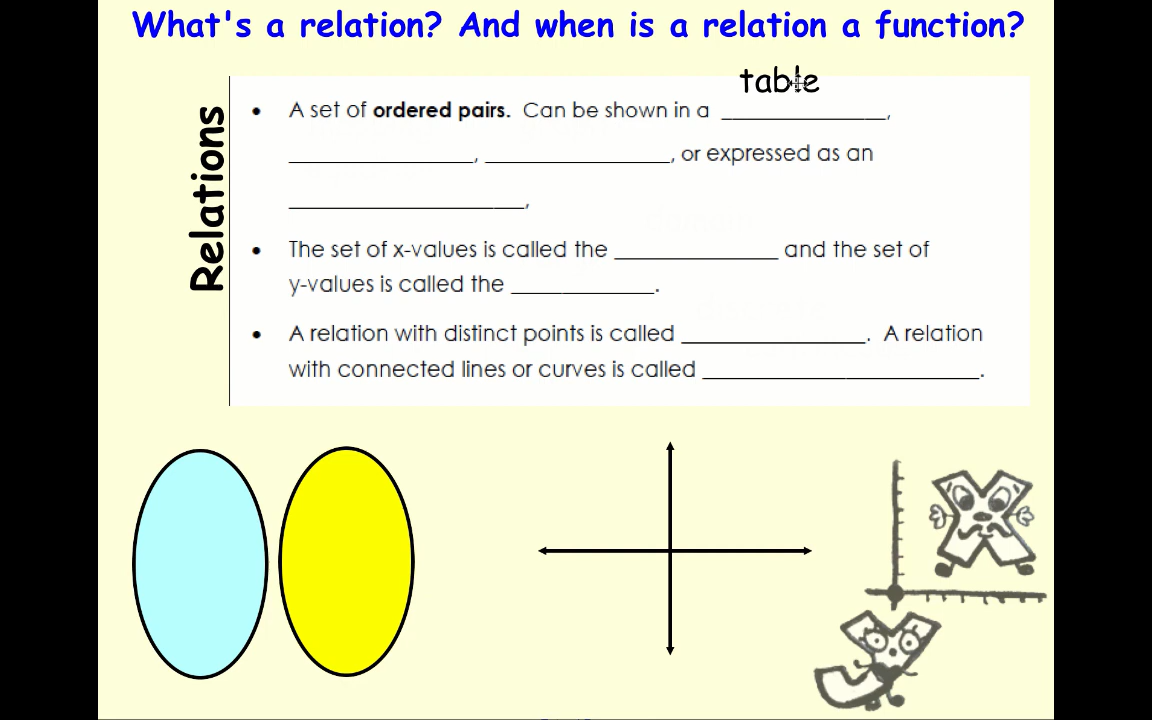 What's a relation? And when is a relation a function?
table
Relations
• A set of ordered pairs. Can be shown in a ______________,
________________, ________________, or expressed as an
____________________,
• The set of x-values is called the ______________ and the set of
y-values is called the ____________.
• A relation with distinct points is called ________________. A relation
with connected lines or curves is called ________________________.